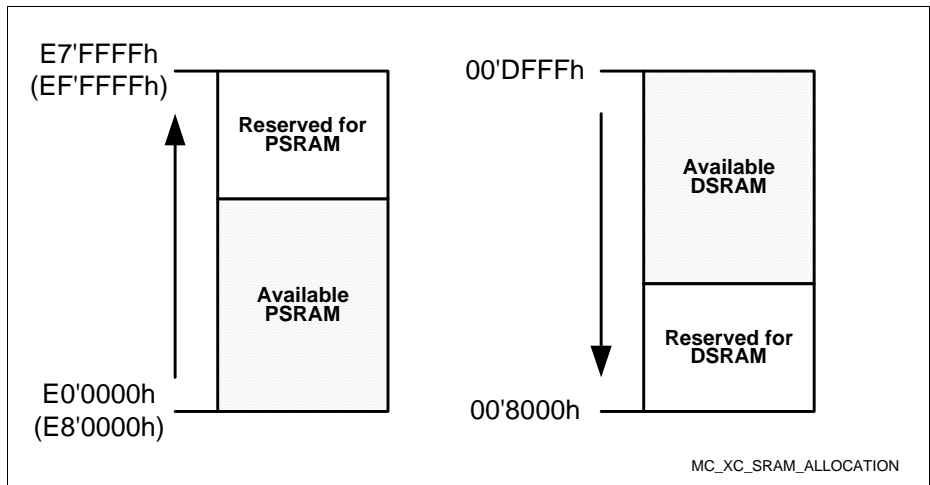 E7'FFFFh
(EF'FFFFh)
Reserved for
PSRAM
Available
PSRAM
E0'0000h
(E8'0000h)
00'DFFFh
Available
DSRAM
Reserved for
DSRAM
00'8000h
MC_XC_SRAM_ALLOCATION